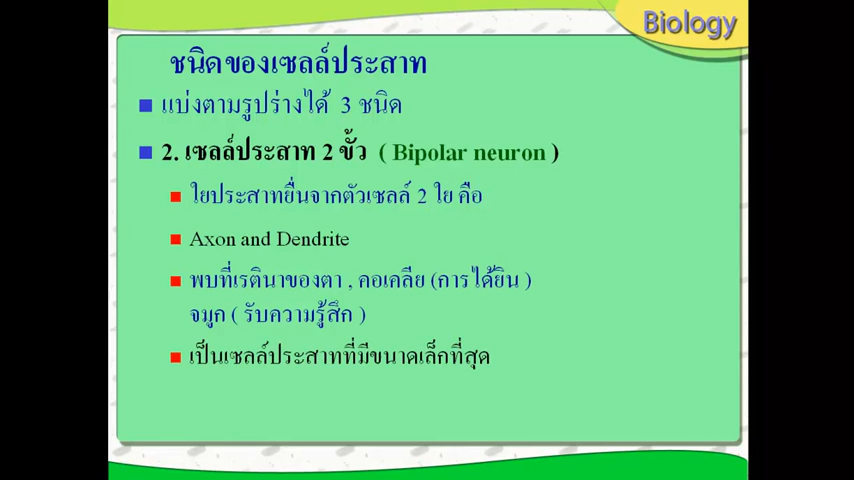 Biology
ชนิดของเซลล์ประสาท
แบ่งตามรูปร่างได้ 3 ชนิด
2. เซลล์ประสาท 2 ขั้ว ( Bipolar neuron )
ใยประสาทยื่นจากตัวเซลล์ 2 ใย คือ
Axon and Dendrite
พบที่เรตินาของตา , คอเคลีย (การได้ยิน )
จมูก ( รับความรู้สึก )
เป็นเซลล์ประสาทที่มีขนาดเล็กที่สุด